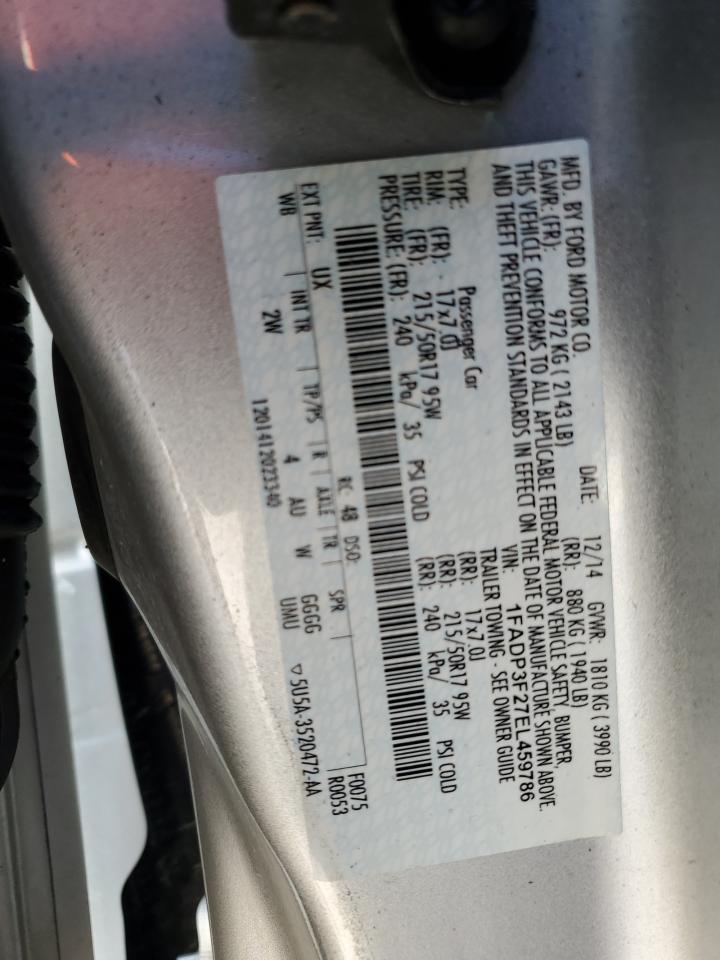 MFD. BY FORD MOTOR CO. DATE: 12/14 GVWR: 1810 KG ( 3990 LB)
GAWR: (FR): 972 KG ( 2143 LB) (RR): 880 KG ( 1940 LB)
THIS VEHICLE CONFORMS TO ALL APPLICABLE FEDERAL MOTOR VEHICLE SAFETY, BUMPER,
AND THEFT PREVENTION STANDARDS IN EFFECT ON THE DATE OF MANUFACTURE SHOWN ABOVE.
VIN: 1FADP3F27EL459786
TYPE: Passenger Car TRAILER TOWING - SEE OWNER GUIDE
RIM: (FR): 17x7.0J (RR): 17x7.0J
TIRE: (FR): 215/50R17 95W (RR): 215/50R17 95W
PRESSURE: (FR): 240 kPa/ 35 PSI COLD (RR): 240 kPa/ 35 PSI COLD
EXT PNT: UX RC 48 DSO: F0075
WB INT TR TP/PS R AXLE TR SPR R0053
2W 4 AU W GGGG
UMU
1201412023340 ▽5U5A-3520472-AA